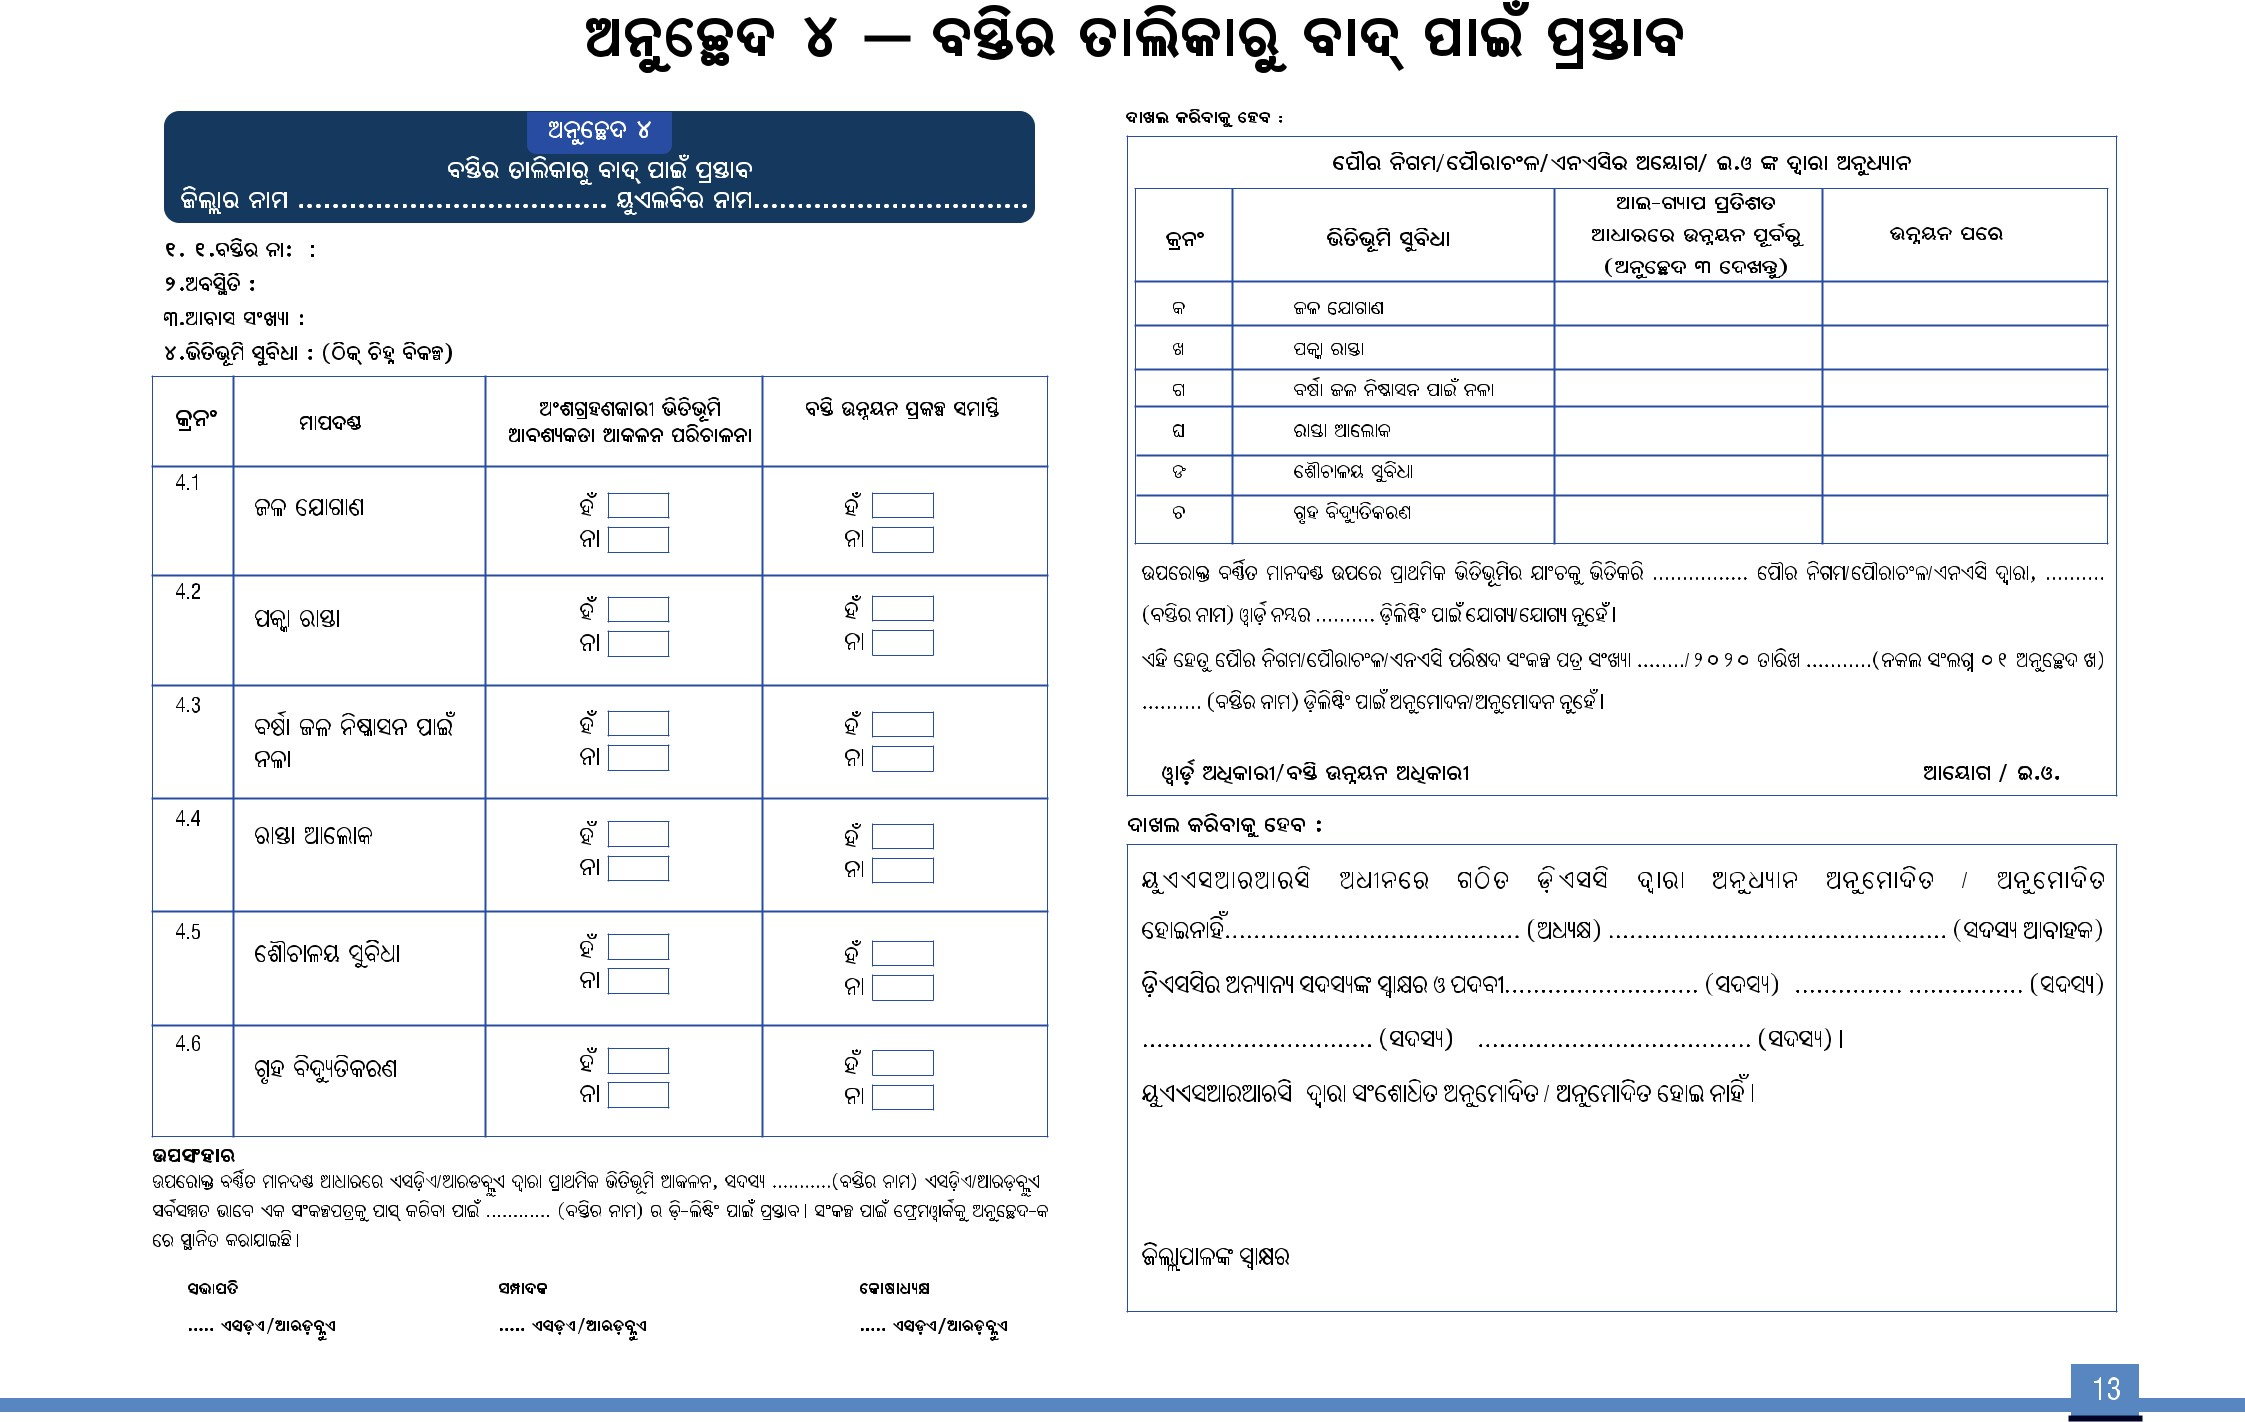 ଅନୁଚ୍ଛେଦ ୪ — ବସ୍ତିର ତାଲିକାରୁ ବାଦ୍ ପାଇଁ ପ୍ରସ୍ତାବ
ଅନୁଚ୍ଛେଦ ୪
ବସ୍ତିର ତାଲିକାରୁ ବାଦ୍ ପାଇଁ ପ୍ରସ୍ତାବ
ଜିଲ୍ଲାର ନାମ .................................... ୟୁଏଲବିର ନାମ................................
୧. ୧.ବସ୍ତିର ନା: :
୨.ଅବସ୍ଥିତି :
୩.ଆବାସ ସଂଖ୍ୟା :
୪.ଭିତିଭୂମି ସୁବିଧା : (ଠିକ୍ ଚିହ୍ନ ବିକଳ୍ପ)
କ୍ରନଂ ମାପଦଣ୍ଡ ଅଂଶଗ୍ରହଣକାରୀ ଭିତିଭୂମି ବସ୍ତି ଉନ୍ନୟନ ପ୍ରକଳ୍ପ ସମାପ୍ତି
ଆବଶ୍ୟକତା ଆକଳନ ପରିଚାଳନା
4.1 ଜଳ ଯୋଗାଣ
ହଁ ହଁ
ନା ନା
4.2 ପକ୍କା ରାସ୍ତା
ହଁ ହଁ
ନା ନା
4.3 ବର୍ଷା ଜଳ ନିଷ୍କାସନ ପାଇଁ
ନଳା
ହଁ ହଁ
ନା ନା
4.4 ରାସ୍ତା ଆଲୋକ
ହଁ ହଁ
ନା ନା
4.5 ଶୌଚାଳୟ ସୁବିଧା
ହଁ ହଁ
ନା ନା
4.6 ଗୃହ ବିଦ୍ୟୁତିକରଣ
ହଁ ହଁ
ନା ନା
ଉପସଂହାର
ଉପରୋକ୍ତ ବର୍ଣ୍ଣିତ ମାନଦଣ୍ଡ ଆଧାରରେ ଏସଡ଼ିଏ/ଆରଡବ୍ଲୁଏ ଦ୍ୱାରା ପ୍ରାଥମିକ ଭିତିଭୂମି ଆକଳନ, ସଦସ୍ୟ ...........(ବସ୍ତିର ନାମ) ଏସଡ଼ିଏ/ଆରଡ଼ବ୍ଲୁଏ
ସର୍ବସମ୍ମତ ଭାବେ ଏକ ସଂକଳ୍ପପତ୍ରକୁ ପାସ୍ କରିବା ପାଇଁ ............ (ବସ୍ତିର ନାମ) ର ଡ଼ି-ଲିଷ୍ଟିଂ ପାଇଁ ପ୍ରସ୍ତାବ। ସଂକଳ୍ପ ପାଇଁ ଫ୍ରେମୱାର୍କକୁ ଅନୁଚ୍ଛେଦ-କ
ରେ ସ୍ଥାନିତ କରାଯାଇଛି।
ସଭାପତି ସମ୍ପାଦକ କୋଷାଧ୍ୟକ୍ଷ
..... ଏସଡ଼ଏ/ଆରଡ଼ବ୍ଲୁଏ ..... ଏସଡ଼ଏ/ଆରଡ଼ବ୍ଲୁଏ ..... ଏସଡ଼ଏ/ଆରଡ଼ବ୍ଲୁଏ
ଦାଖଲ କରିବାକୁ ହେବ :
ପୌର ନିଗମ/ପୌରାଚଂଳ/ଏନଏସିର ଅୟୋଗ/ ଇ.ଓ ଙ୍କ ଦ୍ୱାରା ଅନୁଧ୍ୟାନ
କ୍ରନଂ ଭିତିଭୂମି ସୁବିଧା ଆଇ-ଗ୍ୟାପ ପ୍ରତିଶତ ଉନ୍ନୟନ ପରେ
ଆଧାରରେ ଉନ୍ନୟନ ପୂର୍ବରୁ
(ଅନୁଚ୍ଛେଦ ୩ ଦେଖନ୍ତୁ)
କ ଜଳ ଯୋଗାଣ
ଖ ପକ୍କା ରାସ୍ତା
ଗ ବର୍ଷା ଜଳ ନିଷ୍କାସନ ପାଇଁ ନଳା
ଘ ରାସ୍ତା ଆଲୋକ
ଙ ଶୌଚାଳୟ ସୁବିଧା
ଚ ଗୃହ ବିଦ୍ୟୁତିକରଣ
ଉପରୋକ୍ତ ବର୍ଣ୍ଣିତ ମାନଦଣ୍ଡ ଉପରେ ପ୍ରାଥମିକ ଭିତିଭୂମିର ଯାଂଚକୁ ଭିତିକରି ................ ପୌର ନିଗମ/ପୌରାଚଂଳ/ଏନଏସି ଦ୍ୱାରା, ..........
(ବସ୍ତିର ନାମ) ୱାର୍ଡ଼ ନମ୍ବର .......... ଡ଼ିଲିଷ୍ଟିଂ ପାଇଁ ଯୋଗ୍ୟ/ଯୋଗ୍ୟ ନୁହେଁ।
ଏହି ହେତୁ ପୌର ନିଗମ/ପୌରାଚଂଳ/ଏନଏସି ପରିଷଦ ସଂକଳ୍ପ ପତ୍ର ସଂଖ୍ୟା ......../୨୦୨୦ ତାରିଖ ...........(ନକଲ ସଂଲଗ୍ନ ୦୧ ଅନୁଚ୍ଛେଦ ଖ)
.......... (ବସ୍ତିର ନାମ) ଡ଼ିଲିଷ୍ଟିଂ ପାଇଁ ଅନୁମୋଦନ/ଅନୁମୋଦନ ନୁହେଁ।
ୱାର୍ଡ଼ ଅଧିକାରୀ/ବସ୍ତି ଉନ୍ନୟନ ଅଧିକାରୀ ଆୟୋଗ / ଇ.ଓ.
ଦାଖଲ କରିବାକୁ ହେବ :
ୟୁଏଏସଆରଆରସି ଅଧୀନରେ ଗଠିତ ଡ଼ିଏସସି ଦ୍ୱାରା ଅନୁଧ୍ୟାନ ଅନୁମୋଦିତ / ଅନୁମୋଦିତ
ହୋଇନାହିଁ......................................... (ଅଧ୍ୟକ୍ଷ) ............................................... (ସଦସ୍ୟ ଆବାହକ)
ଡ଼ିଏସସିର ଅନ୍ୟାନ୍ୟ ସଦସ୍ୟଙ୍କ ସ୍ୱାକ୍ଷର ଓ ପଦବୀ........................... (ସଦସ୍ୟ) ............... ................ (ସଦସ୍ୟ)
................................ (ସଦସ୍ୟ) ...................................... (ସଦସ୍ୟ)।
ୟୁଏଏସଆରଆରସି ଦ୍ୱାରା ସଂଶୋଧିତ ଅନୁମୋଦିତ / ଅନୁମୋଦିତ ହୋଇ ନାହିଁ।
ଜିଲ୍ଲାପାଳଙ୍କ ସ୍ୱାକ୍ଷର
13